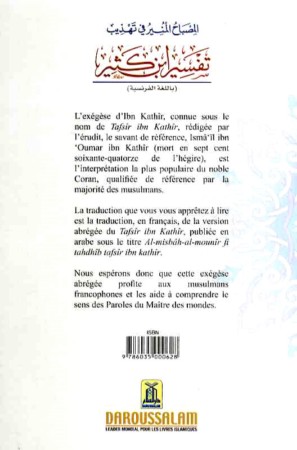 المصباح المنير في تهذيب
تفسير ابن كثير
(باللغة الفرنسية)
L'exégèse d'Ibn Kathîr, connue sous le
nom de Tafsîr ibn Kathîr, rédigée par
l'érudit, le savant de référence, Ismâ'îl ibn
'Oumar ibn Kathîr (mort en sept cent
soixante-quatorze de l'hégire), est
l'interprétation la plus populaire du noble
Coran, qualifiée de référence par la
majorité des musulmans.
La traduction que vous vous apprêtez à lire
est la traduction, en français, de la version
abrégée du Tafsîr ibn Kathîr, publiée en
arabe sous le titre Al-misbâh-al-mounîr fî
tahdhîb tafsîr ibn kathîr.
Nous espérons donc que cette exégèse
abrégée profite aux musulmans
francophones et les aide à comprendre le
sens des Paroles du Maître des mondes.
ISBN
9 786035 000628
DAROUSSALAM
LEADER MONDIAL POUR LES LIVRES ISLAMIQUES